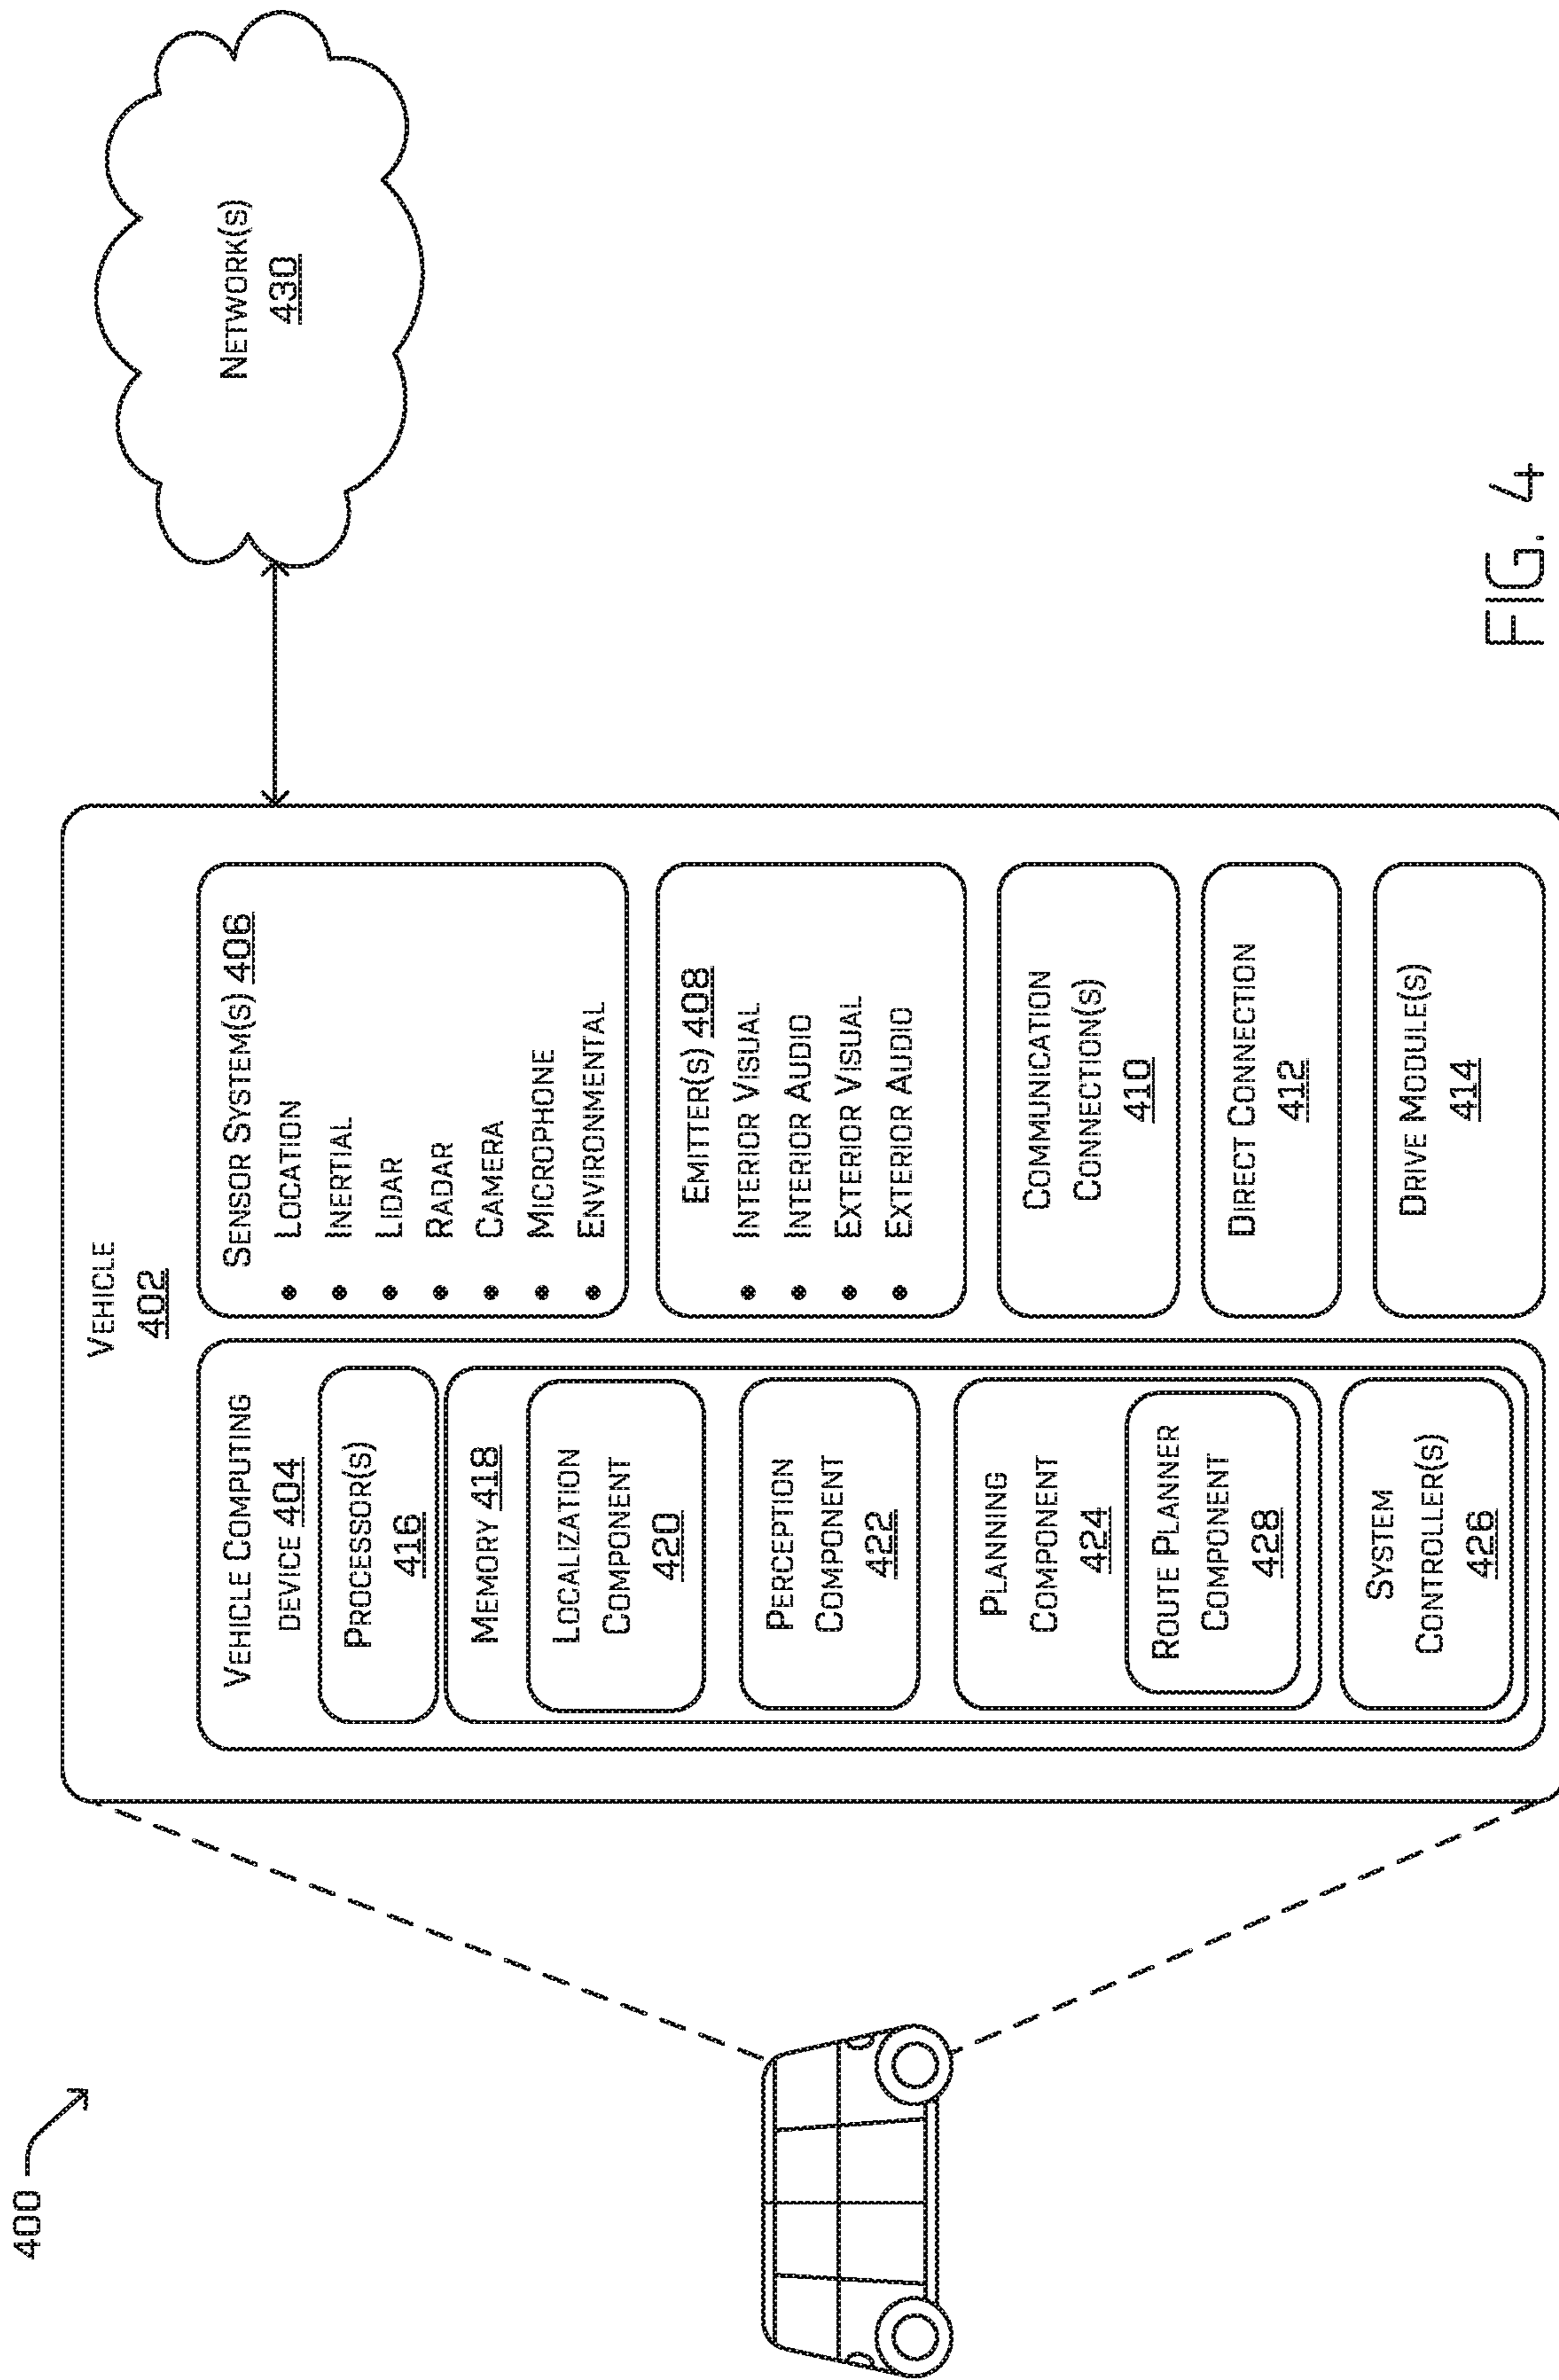 400
VEHICLE
402
VEHICLE COMPUTING
DEVICE 404
PROCESSOR(S)
416
MEMORY 418
LOCALIZATION
COMPONENT
420
PERCEPTION
COMPONENT
422
PLANNING
COMPONENT
424
ROUTE PLANNER
COMPONENT
428
SYSTEM
CONTROLLER(S)
426
SENSOR SYSTEM(S) 406
• LOCATION
• INERTIAL
• LIDAR
• RADAR
• CAMERA
• MICROPHONE
• ENVIRONMENTAL
EMITTER(S) 408
• INTERIOR VISUAL
• INTERIOR AUDIO
• EXTERIOR VISUAL
• EXTERIOR AUDIO
COMMUNICATION
CONNECTION(S)
410
DIRECT CONNECTION
412
DRIVE MODULE(S)
414
NETWORK(S)
430
FIG. 4